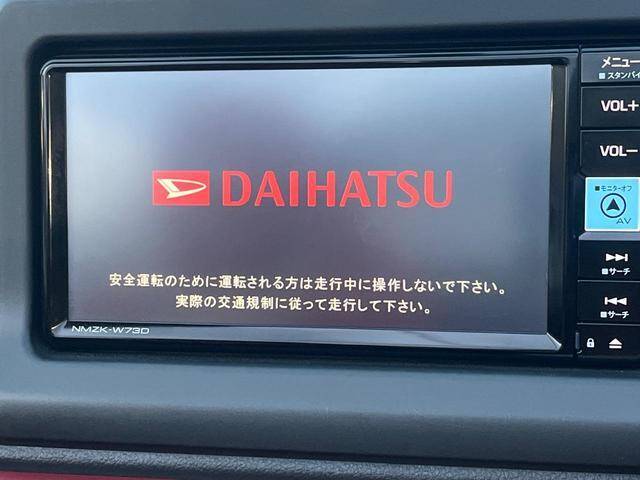 DAIHATSU
安全運転のために運転される方は走行中に操作しないで下さい。
実際の交通規制に従って走行して下さい。
NMZK-W73D
メニュー
■スタンバイ
VOL+
VOL−
■モニターオフ
AV
■サーチ
■サーチ